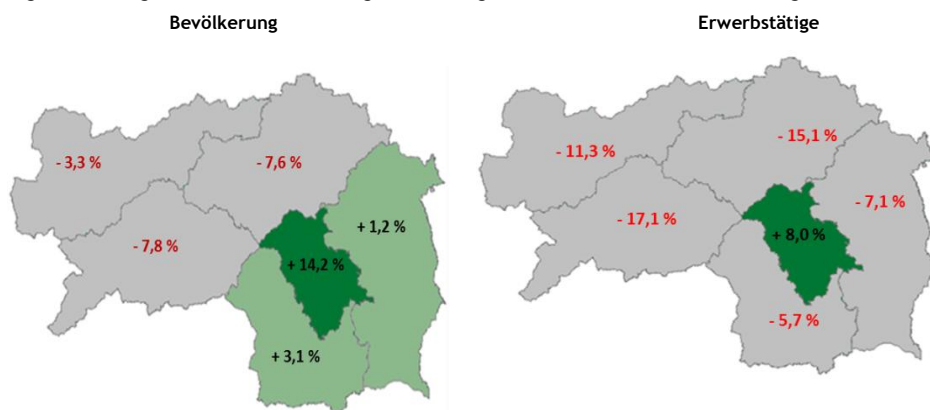 Bevölkerung
Erwerbstätige
- 3,3 %
- 7,6 %
- 7,8 %
+ 1,2 %
+ 14,2 %
+ 3,1 %
- 11,3 %
- 15,1 %
- 17,1 %
- 7,1 %
+ 8,0 %
- 5,7 %